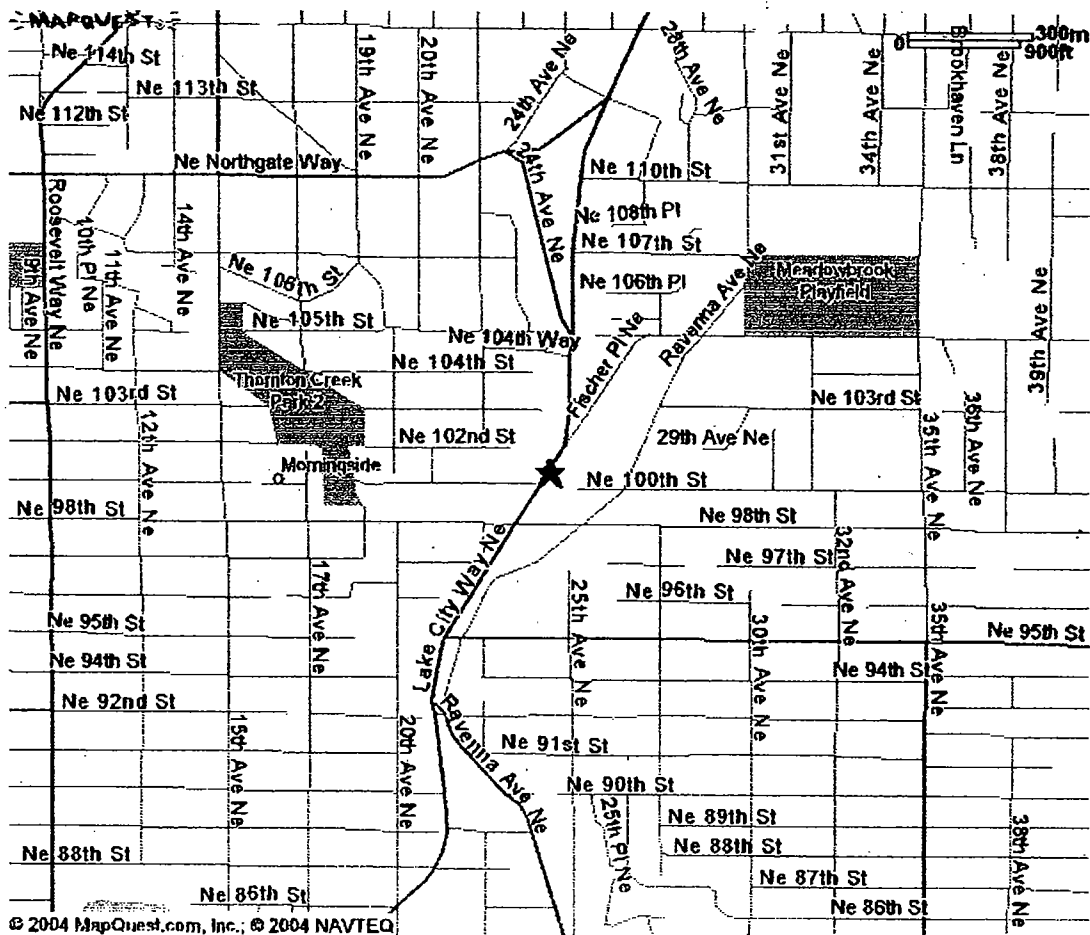 MAPQUEST
300m
0
900ft
Ne 114th St
Ne 113th St
Ne 112th St
19th Ave Ne
20th Ave Ne
24th Ave Ne
28th Ave Ne
31st Ave Ne
34th Ave Ne
Brookhaven Ln
38th Ave Ne
Ne Northgate Way
24th Ave Ne
Ne 110th St
Ne 108th Pl
Ne 107th St
Ne 106th Pl
Roosevelt Way Ne
9th Ave Ne
10th Pl Ne
11th Ave Ne
14th Ave Ne
Ne 106th St
Ne 105th St
Ne 104th Way
Ne 104th St
Fischer Pl Ne
Ravenna Ave Ne
Meadowbrook
Playfield
39th Ave Ne
Thornton Creek
Park 2
Ne 103rd St
Ne 103rd St
12th Ave Ne
Ne 102nd St
29th Ave Ne
35th Ave Ne
36th Ave Ne
Morningside
Ne 100th St
Ne 98th St
Ne 98th St
32nd Ave Ne
Ne 97th St
Lake City Way Ne
17th Ave Ne
25th Ave Ne
Ne 96th St
30th Ave Ne
35th Ave Ne
Ne 95th St
Ne 95th St
Ne 94th St
Ne 94th St
Ne 92nd St
15th Ave Ne
20th Ave Ne
Ravenna Ave Ne
Ne 91st St
Ne 90th St
25th Pl Ne
Ne 89th St
Ne 88th St
Ne 88th St
Ne 87th St
38th Ave Ne
Ne 86th St
Ne 86th St
© 2004 MapQuest.com, Inc.; © 2004 NAVTEQ